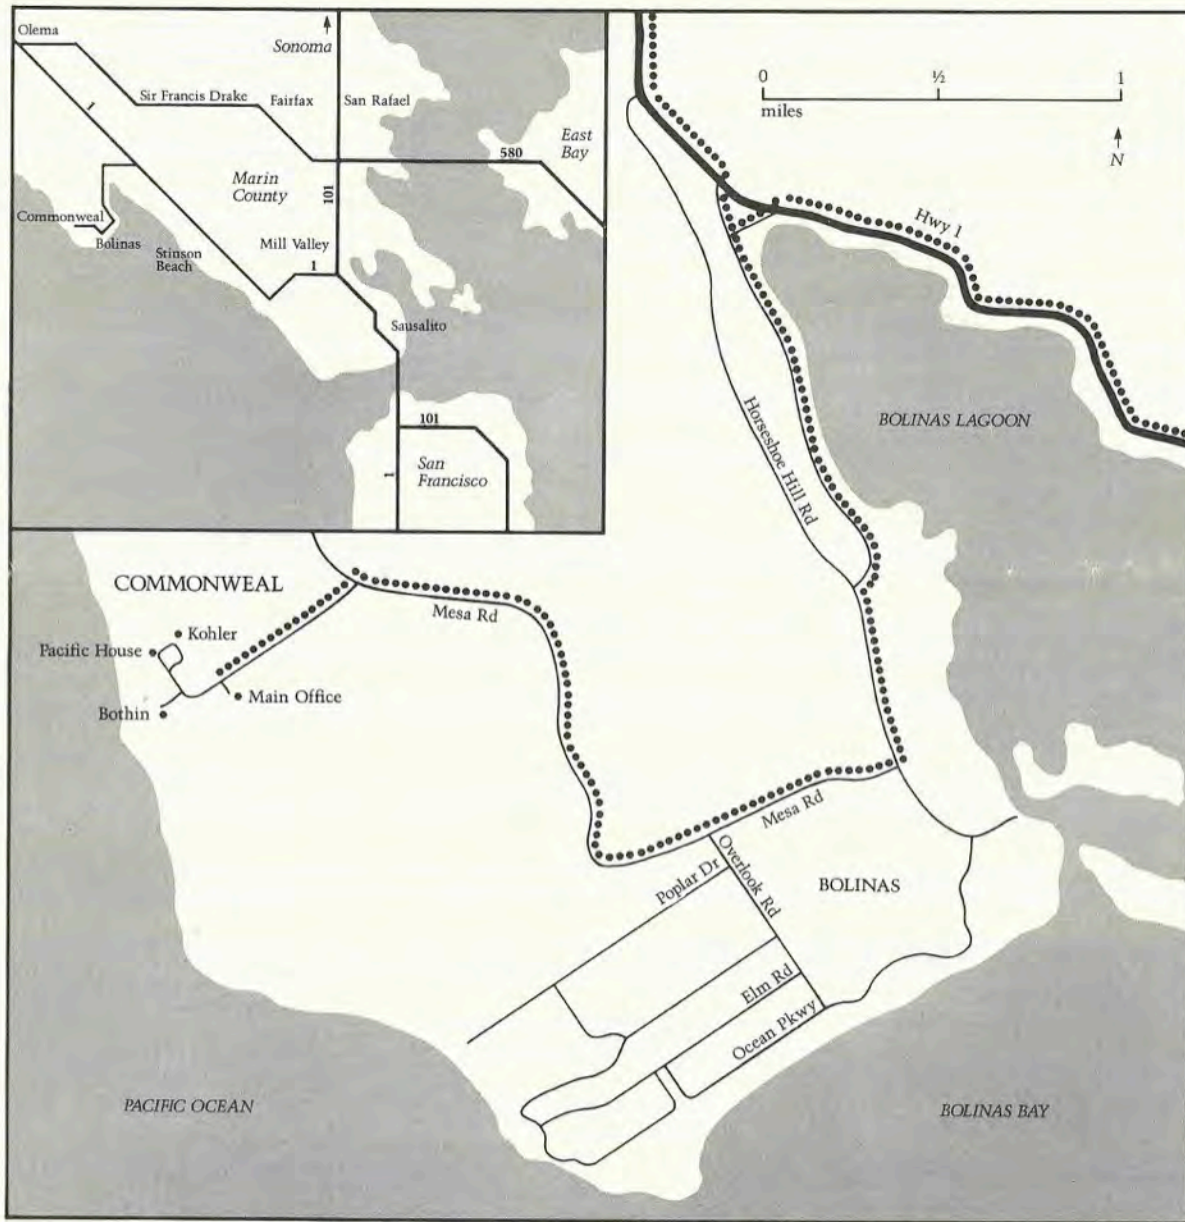 Olema
Sonoma
Sir Francis Drake
Fairfax
San Rafael
1
580
East
Bay
Marin
County
101
Commonweal
Bolinas
Stinson
Beach
Mill Valley
1
Sausalito
101
1
San
Francisco
0
½
1
miles
N
Hwy 1
BOLINAS LAGOON
Horseshoe Hill Rd
COMMONWEAL
Mesa Rd
Kohler
Pacific House
Main Office
Bothin
Mesa Rd
Overlook Rd
Poplar Dr
BOLINAS
Elm Rd
Ocean Pkwy
PACIFIC OCEAN
BOLINAS BAY